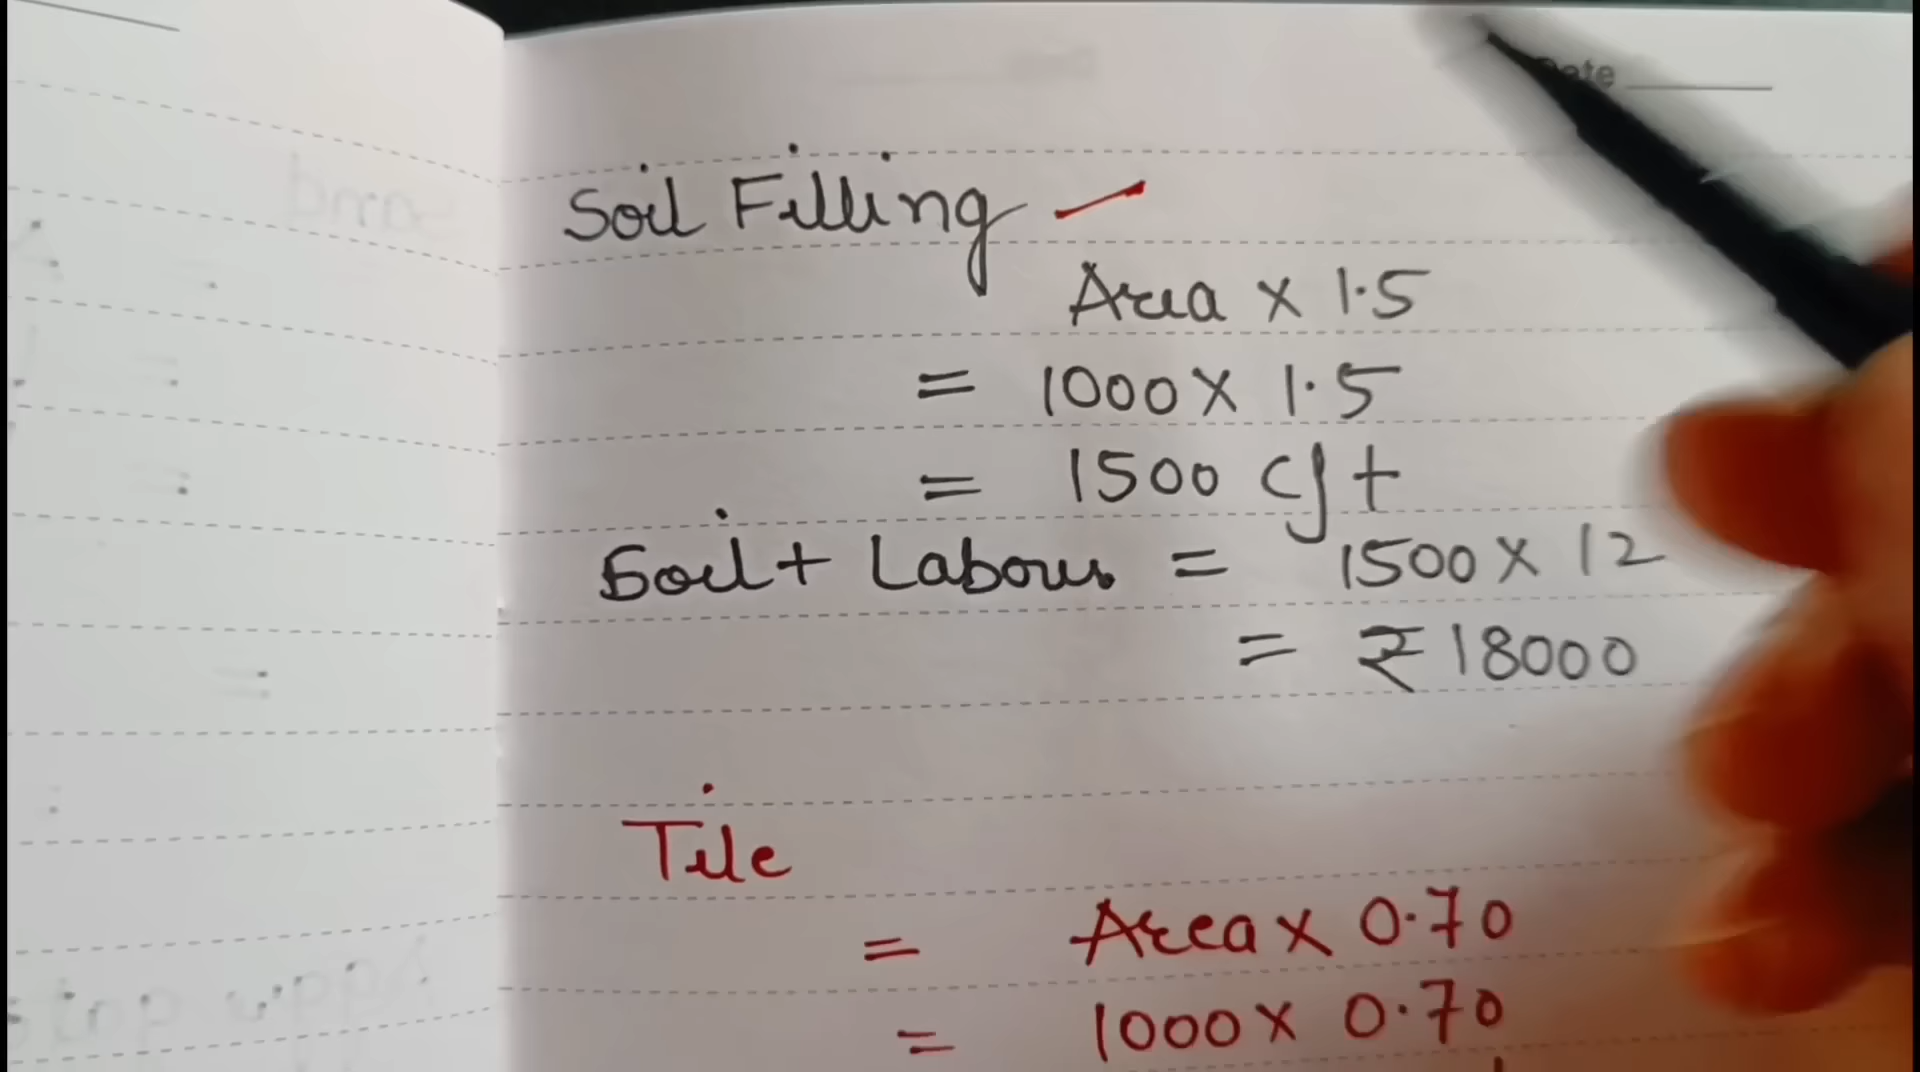 Date
Soil Filling –
Area × 1.5
= 1000 × 1.5
= 1500 cft
Soil + Labour = 1500 × 12
= ₹ 18000
Tile
= Area × 0.70
= 1000 × 0.70